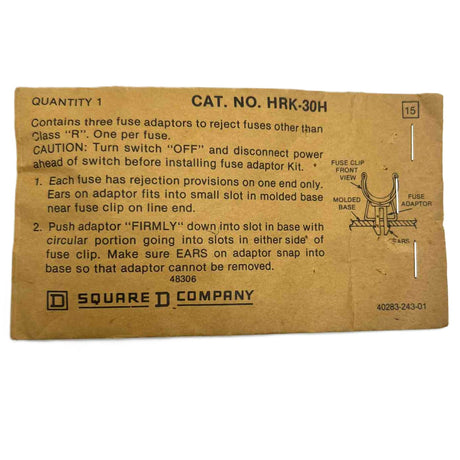 QUANTITY 1
CAT. NO. HRK-30H
15
Contains three fuse adaptors to reject fuses other than
Class "R". One per fuse.
CAUTION: Turn switch "OFF" and disconnect power
ahead of switch before installing fuse adaptor Kit.
1. Each fuse has rejection provisions on one end only.
Ears on adaptor fits into small slot in molded base
near fuse clip on line end.
2. Push adaptor "FIRMLY" down into slot in base with
circular portion going into slots in either side of
fuse clip. Make sure EARS on adaptor snap into
base so that adaptor cannot be removed.
48306
FUSE CLIP
FRONT
VIEW
MOLDED
BASE
FUSE
ADAPTOR
EARS
D SQUARE D COMPANY
40283-243-01